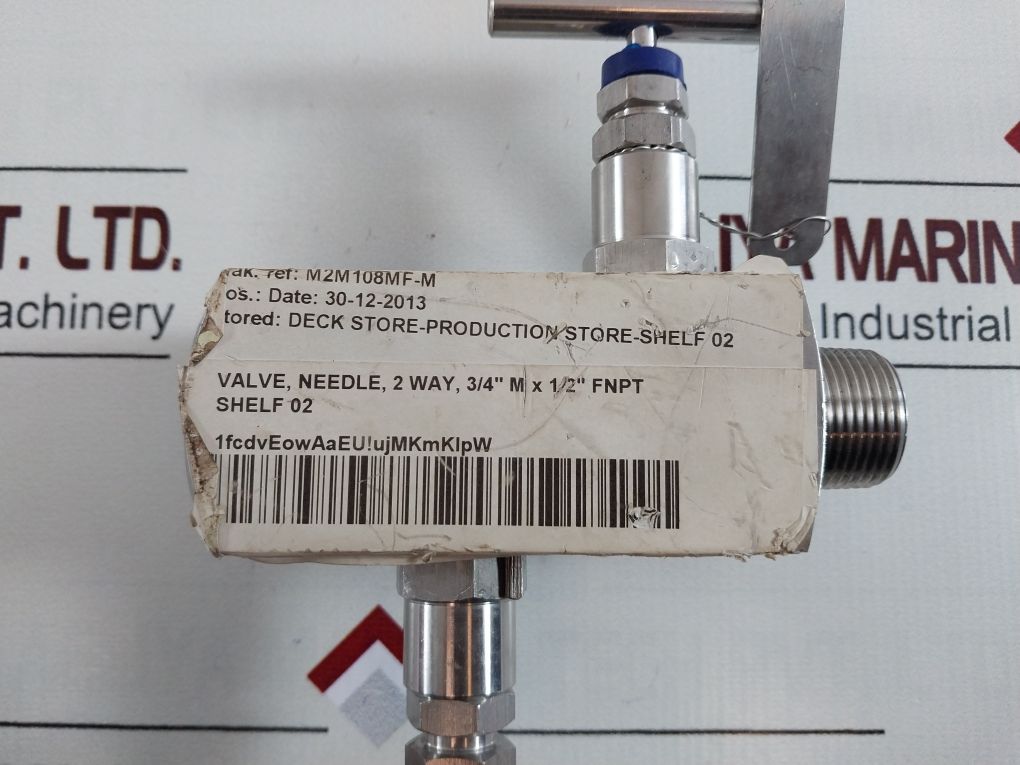 T. LTD.
achinery
IYA MARIN
Industrial
ak. ref: M2M108MF-M
os.: Date: 30-12-2013
tored: DECK STORE-PRODUCTION STORE-SHELF 02
VALVE, NEEDLE, 2 WAY, 3/4" M x 1/2" FNPT
SHELF 02
1fcdvEowAaEU!ujMKmKlpW